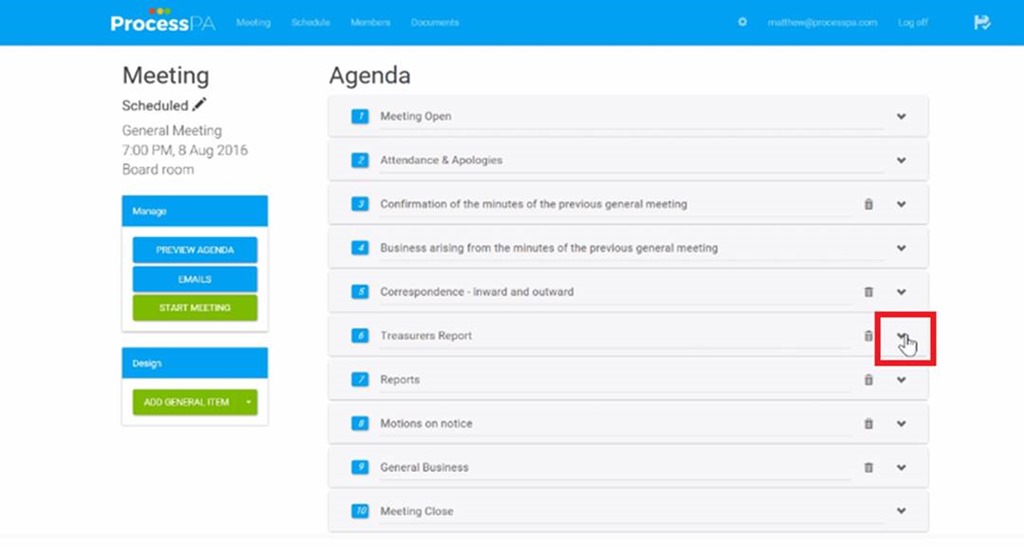 ProcessPA Meeting Schedule Members Documents matthew@processpa.com Log off
Meeting
Scheduled
General Meeting
7:00 PM, 8 Aug 2016
Board room
Manage
PREVIEW AGENDA
EMAILS
START MEETING
Design
ADD GENERAL ITEM
Agenda
1 Meeting Open
2 Attendance & Apologies
3 Confirmation of the minutes of the previous general meeting
4 Business arising from the minutes of the previous general meeting
5 Correspondence - inward and outward
6 Treasurers Report
7 Reports
8 Motions on notice
9 General Business
10 Meeting Close